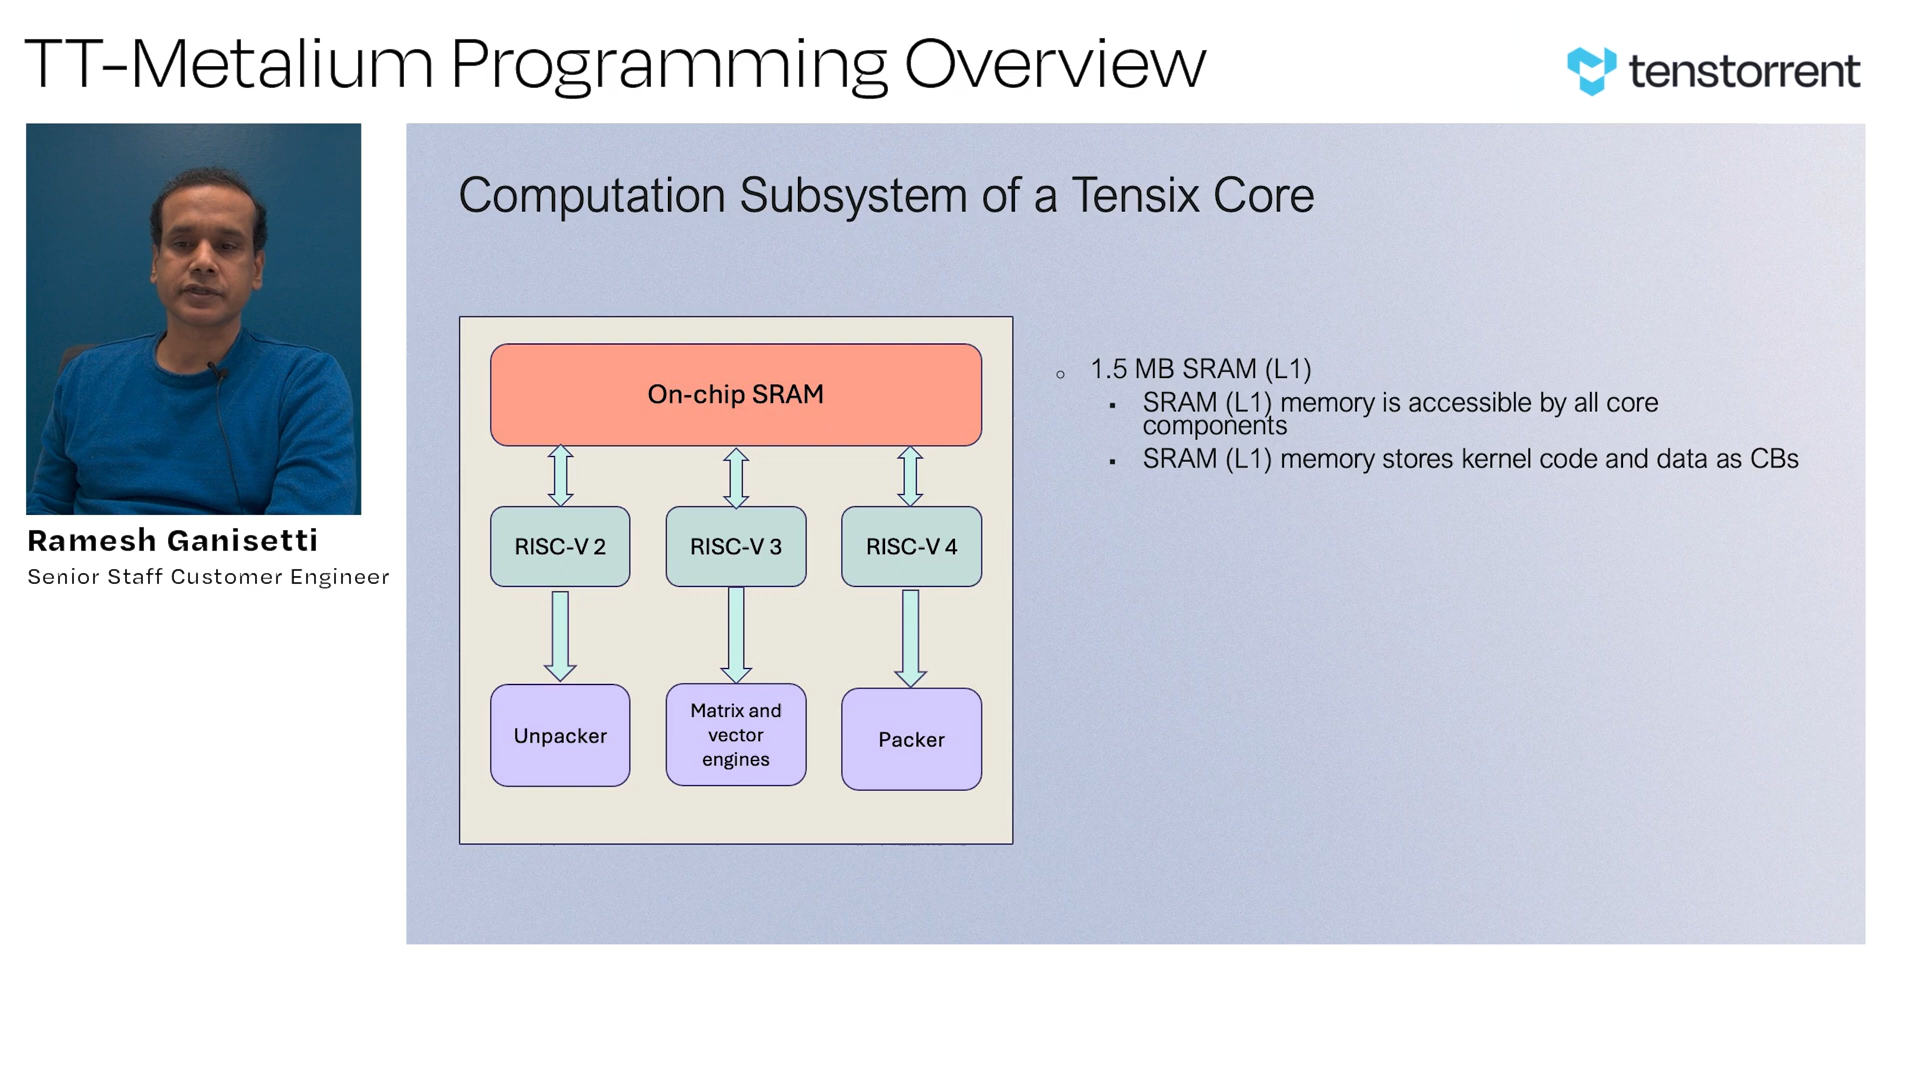 TT-Metalium Programming Overview
tenstorrent
Ramesh Ganisetti
Senior Staff Customer Engineer
Computation Subsystem of a Tensix Core
On-chip SRAM
RISC-V 2
RISC-V 3
RISC-V 4
Unpacker
Matrix and
vector
engines
Packer
1.5 MB SRAM (L1)
SRAM (L1) memory is accessible by all core
components
SRAM (L1) memory stores kernel code and data as CBs